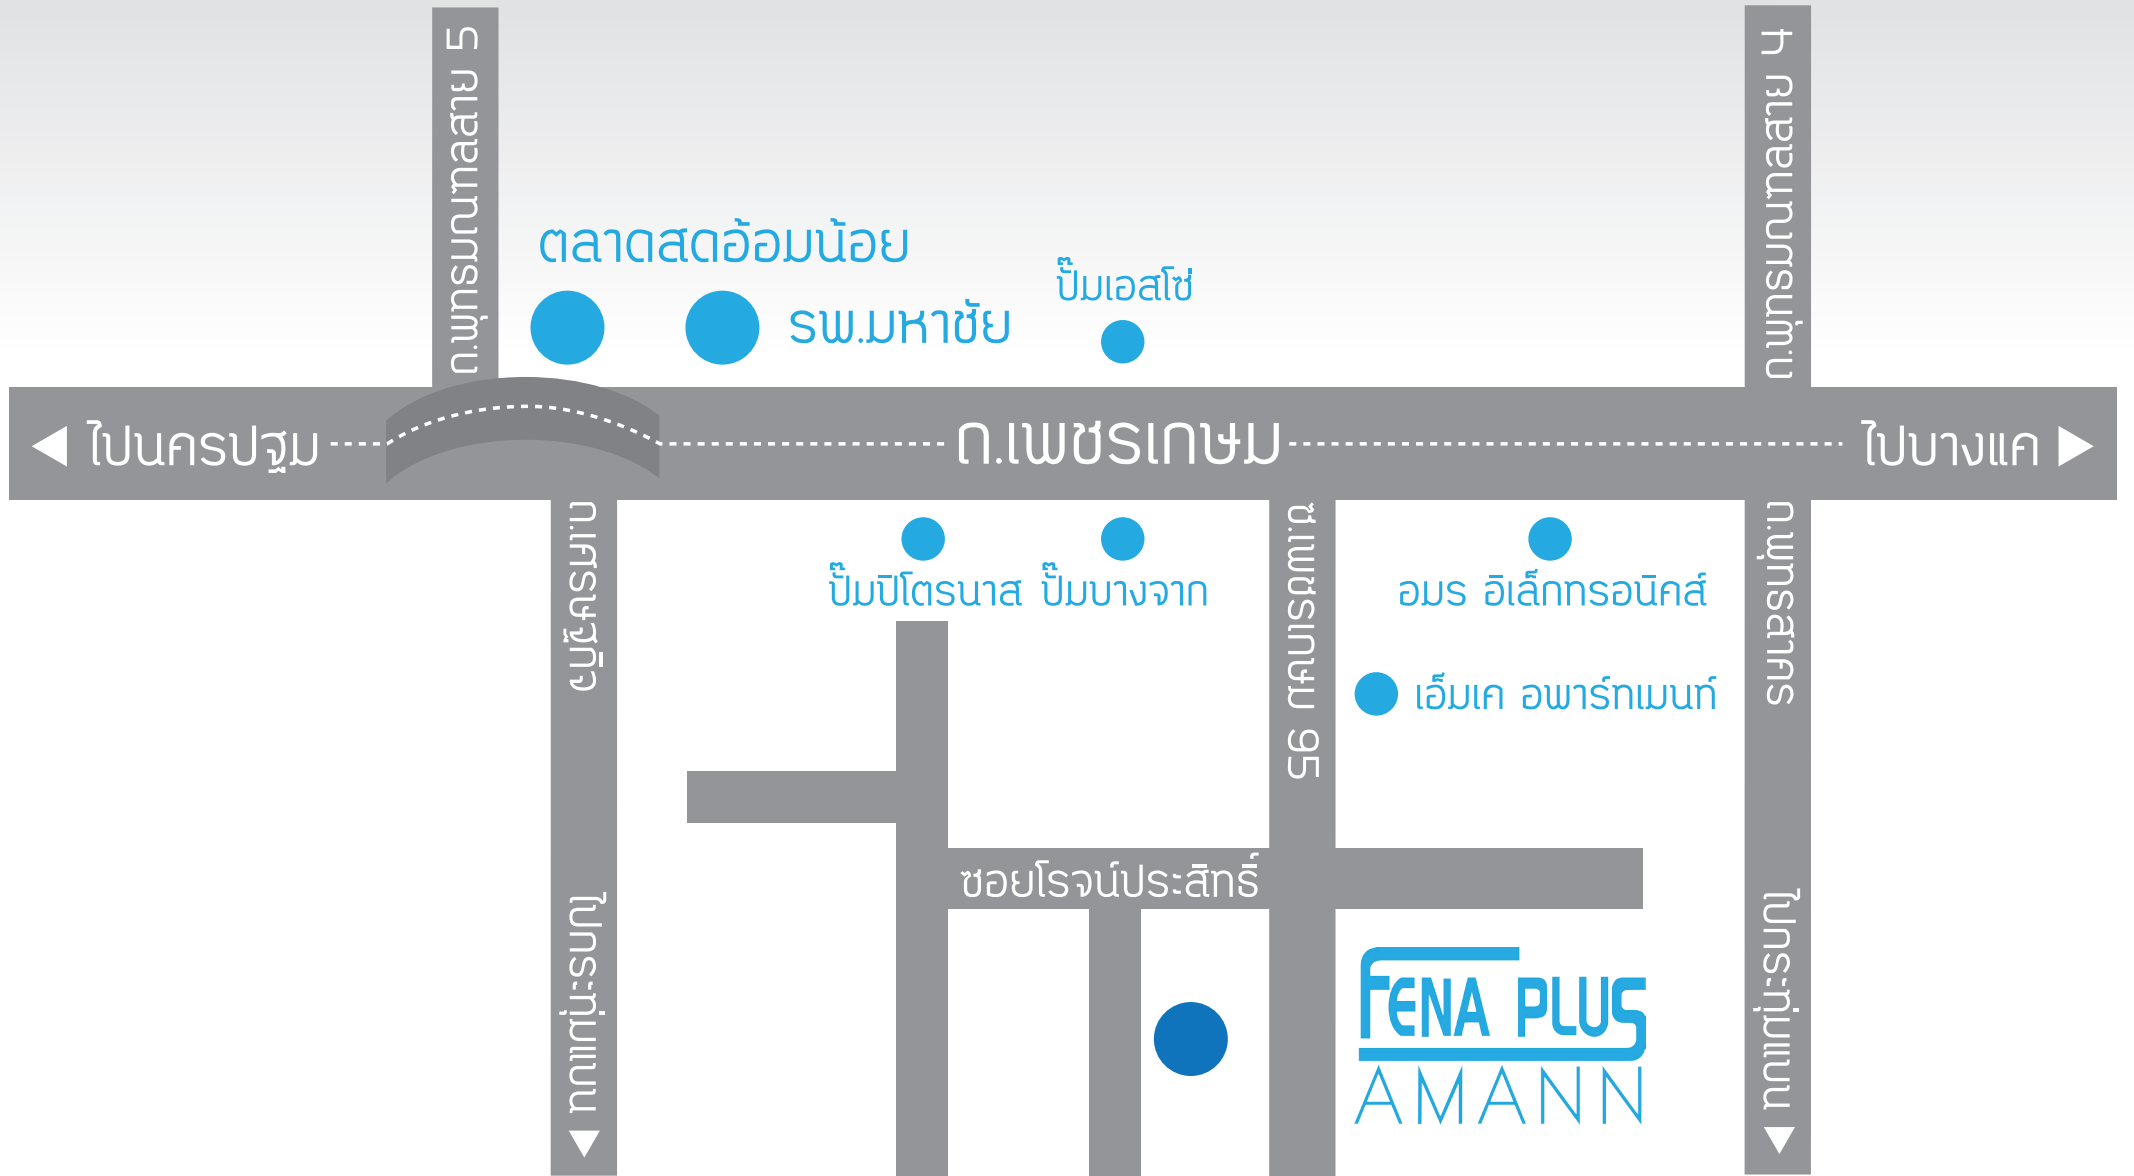 ถ.พุทธมณฑลสาย 5
ถ.พุทธมณฑลสาย 4
ตลาดสดอ้อมน้อย
รพ.มหาชัย
ปั๊มเอสโซ่
ไปนครปฐม
ถ.เพชรเกษม
ไปบางแค
ถ.เศรษฐกิจ
ปั๊มปิโตรนาส
ปั๊มบางจาก
ซ.เพชรเกษม 95
อมร อิเล็กทรอนิคส์
ถ.พุทธสาคร
เอ็มเค อพาร์ทเมนท์
ซอยโรจน์ประสิทธิ์
ไปกระทุ่มแบน
ไปกระทุ่มแบน
FENA PLUS
AMANN